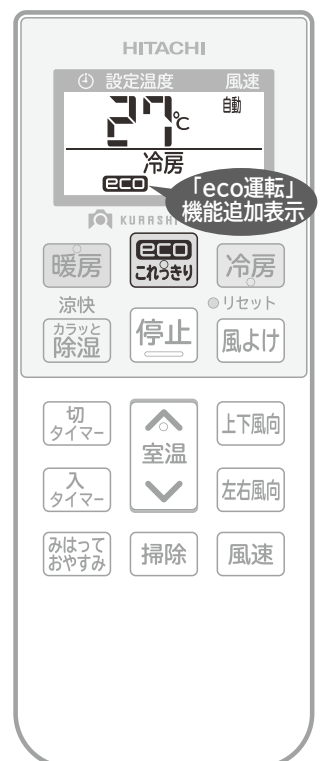 HITACHI
設定温度 風速
27℃ 自動
冷房
eco
「eco運転」
機能追加表示
暖房 eco これっきり 冷房
涼快 リセット
カラッと除湿 停止 風よけ
切タイマー 室温 上下風向
入タイマー 左右風向
みはっておやすみ 掃除 風速